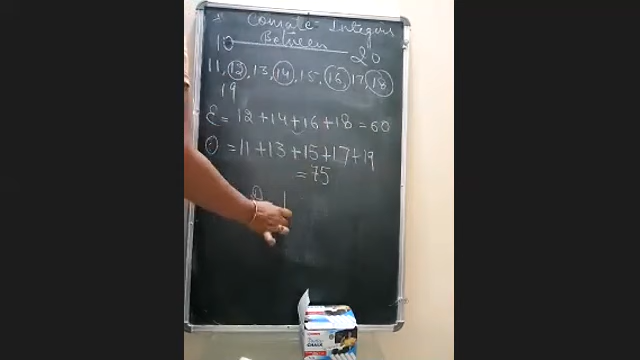 Comate Integers
Between
10 20
11, 12, 13, 14, 15, 16, 17, 18
19
E = 12 + 14 + 16 + 18 = 60
O = 11 + 13 + 15 + 17 + 19
= 75